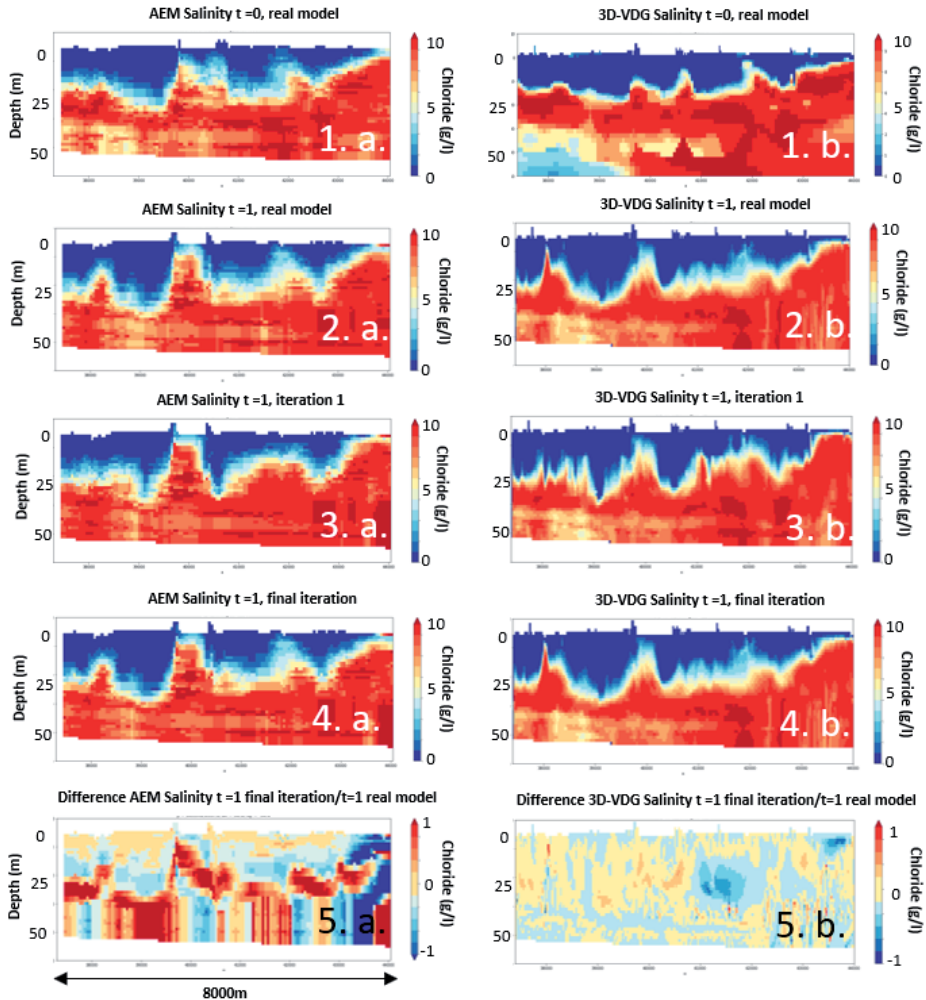 AEM Salinity t =0, real model
3D-VDG Salinity t =0, real model
Depth (m)
0
25
50
1. a.
10
5
0
Chloride (g/l)
0
25
50
1. b.
10
5
0
Chloride (g/l)
AEM Salinity t =1, real model
3D-VDG Salinity t =1, real model
Depth (m)
0
25
50
2. a.
10
5
0
Chloride (g/l)
0
25
50
2. b.
10
5
0
Chloride (g/l)
AEM Salinity t =1, iteration 1
3D-VDG Salinity t =1, iteration 1
Depth (m)
0
25
50
3. a.
10
5
0
Chloride (g/l)
0
25
50
3. b.
10
5
0
Chloride (g/l)
AEM Salinity t =1, final iteration
3D-VDG Salinity t =1, final iteration
Depth (m)
0
25
50
4. a.
10
5
0
Chloride (g/l)
0
25
50
4. b.
10
5
0
Chloride (g/l)
Difference AEM Salinity t =1 final iteration/t=1 real model
Difference 3D-VDG Salinity t =1 final iteration/t=1 real model
Depth (m)
0
25
50
5. a.
1
0
-1
Chloride (g/l)
0
25
50
5. b.
1
0
-1
Chloride (g/l)
8000m